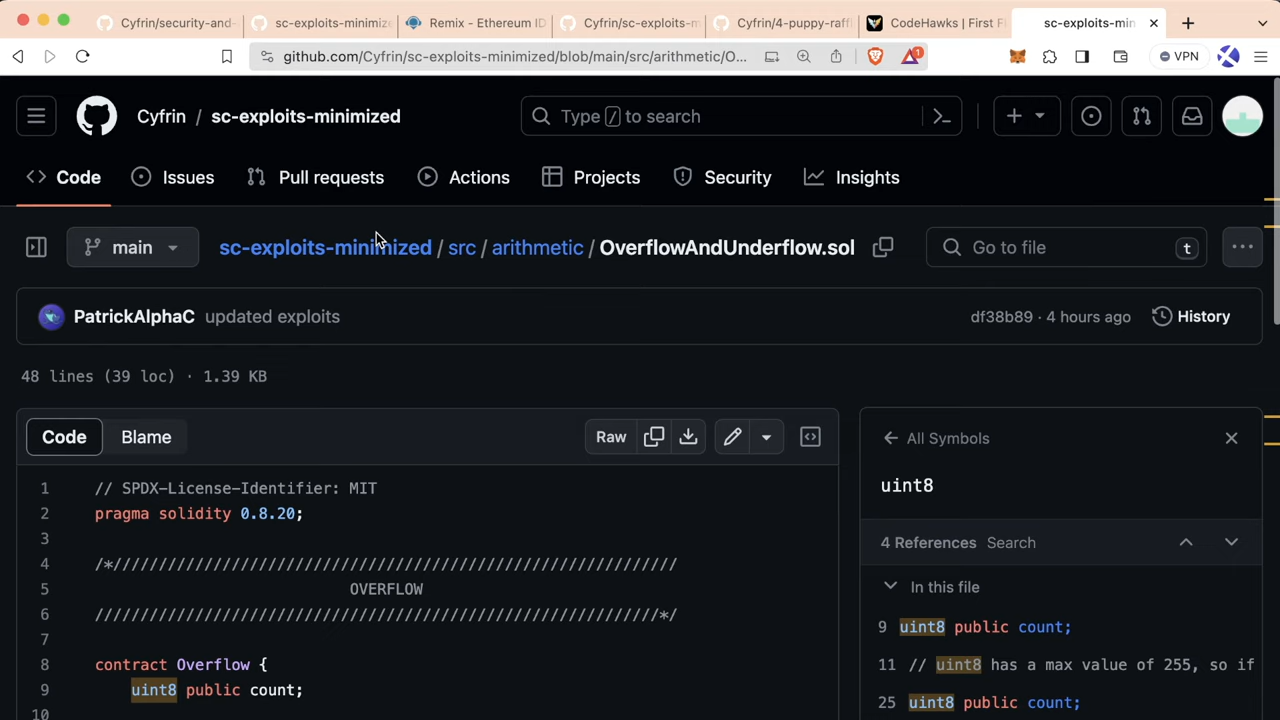 Cyfrin/security-and-
sc-exploits-minimize
Remix - Ethereum ID
Cyfrin/sc-exploits-m
Cyfrin/4-puppy-raffl
CodeHawks | First Fl
sc-exploits-min
github.com/Cyfrin/sc-exploits-minimized/blob/main/src/arithmetic/O...
1
VPN
Cyfrin / sc-exploits-minimized
Type / to search
Code
Issues
Pull requests
Actions
Projects
Security
Insights
main
sc-exploits-minimized / src / arithmetic / OverflowAndUnderflow.sol
Go to file
t
PatrickAlphaC updated exploits
df38b89 · 4 hours ago
History
48 lines (39 loc) · 1.39 KB
Code
Blame
Raw
1 // SPDX-License-Identifier: MIT
2 pragma solidity 0.8.20;
3
4 /*//////////////////////////////////////////////////////////////
5 OVERFLOW
6 //////////////////////////////////////////////////////////////*/
7
8 contract Overflow {
9 uint8 public count;
10
All Symbols
uint8
4 References Search
In this file
9 uint8 public count;
11 // uint8 has a max value of 255, so if
25 uint8 public count;